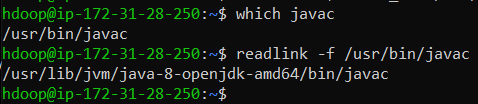 hdoop@ip-172-31-28-250:~$ which javac
/usr/bin/javac
hdoop@ip-172-31-28-250:~$ readlink -f /usr/bin/javac
/usr/lib/jvm/java-8-openjdk-amd64/bin/javac
hdoop@ip-172-31-28-250:~$